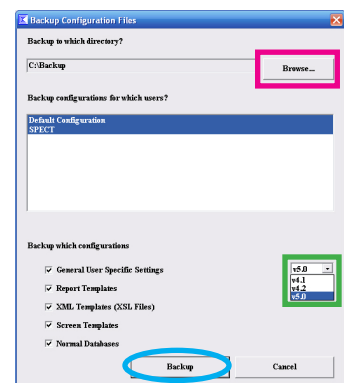 Backup Configuration Files
Backup to which directory?
C:\Backup
Browse...
Backup configurations for which users?
Default Configuration
SPECT
Backup which configurations
General User Specific Settings
v5.0
v4.1
v4.2
v5.0
Report Templates
XML Templates (XSL Files)
Screen Templates
Normal Databases
Backup
Cancel